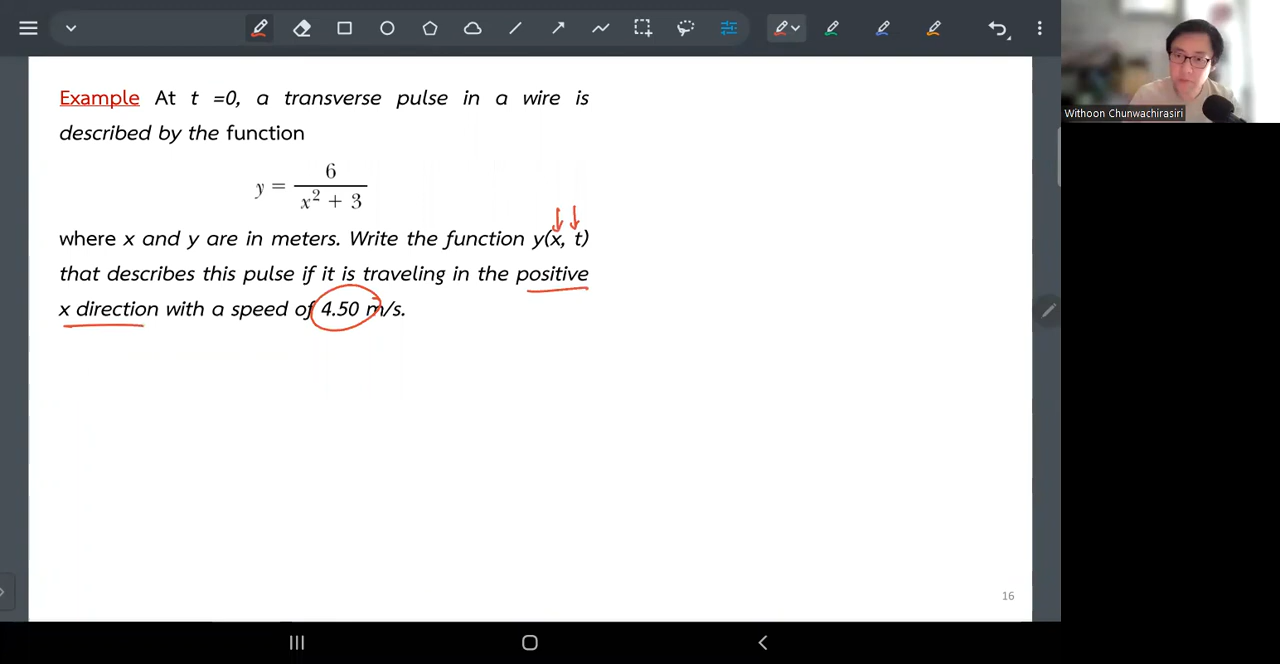 Example At t =0, a transverse pulse in a wire is
described by the function
y = 6 / (x² + 3)
where x and y are in meters. Write the function y(x, t)
that describes this pulse if it is traveling in the positive
x direction with a speed of 4.50 m/s.
16
Withoon Chunwachirasiri